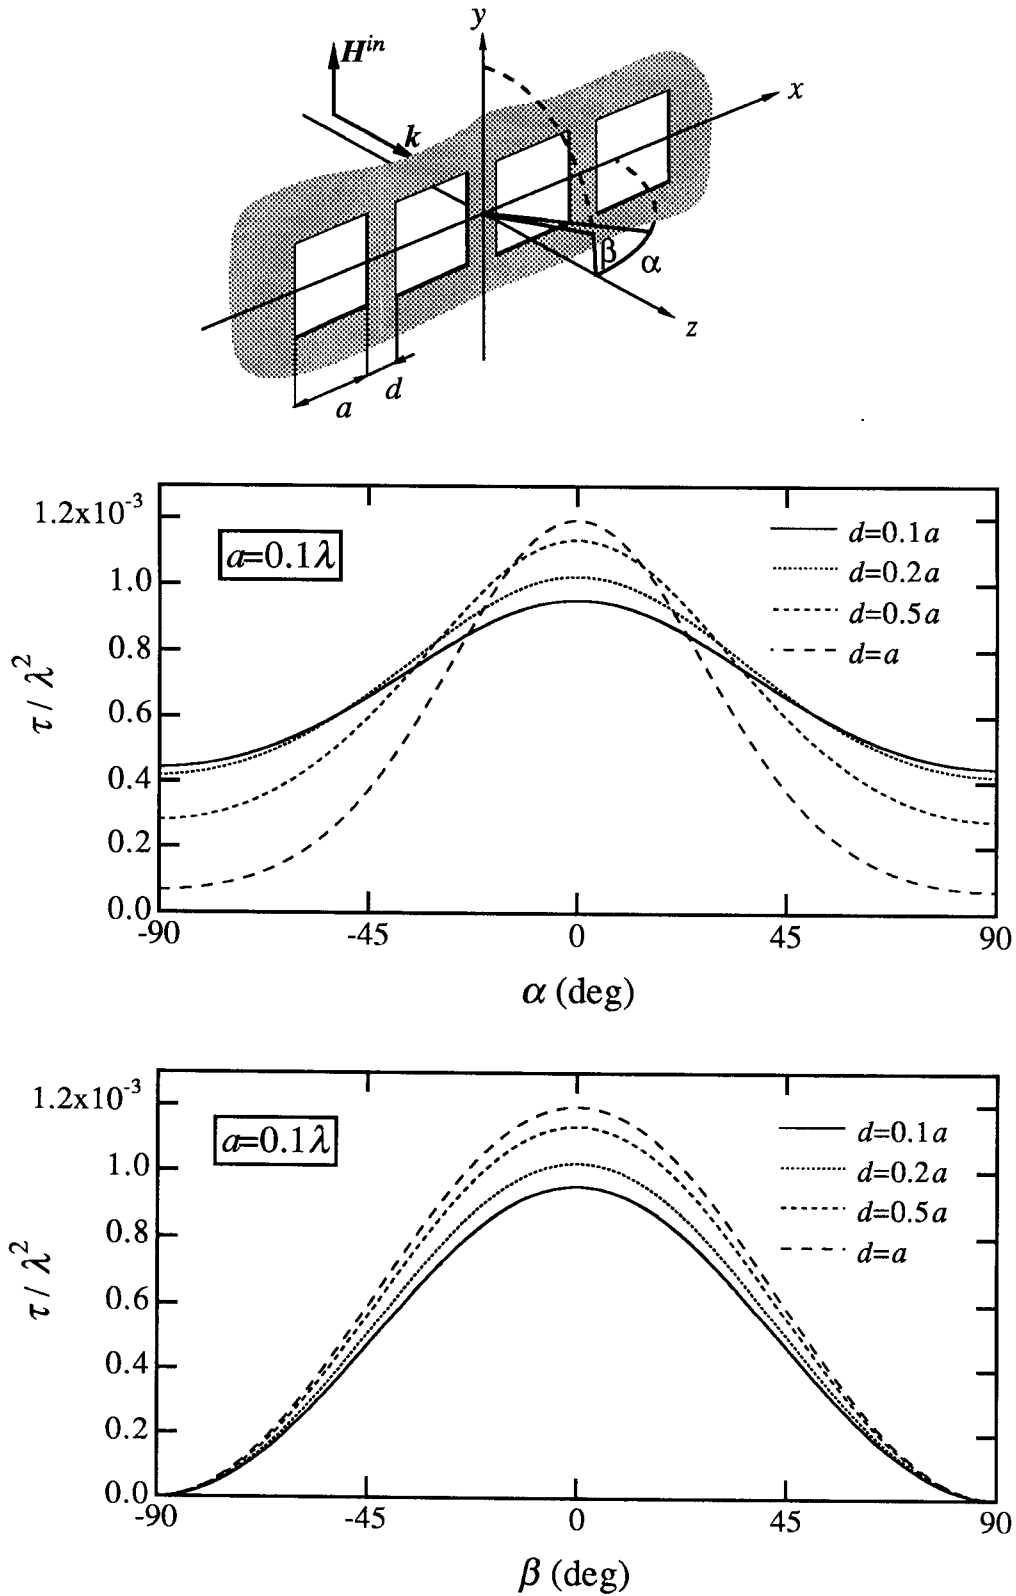 y
H^in
x
k
β
α
z
d
a
1.2x10^-3
a=0.1λ
d=0.1a
1.0
d=0.2a
d=0.5a
0.8
d=a
τ / λ^2
0.6
0.4
0.2
0.0
-90 -45 0 45 90
α (deg)
1.2x10^-3
a=0.1λ
d=0.1a
1.0
d=0.2a
d=0.5a
0.8
d=a
τ / λ^2
0.6
0.4
0.2
0.0
-90 -45 0 45 90
β (deg)